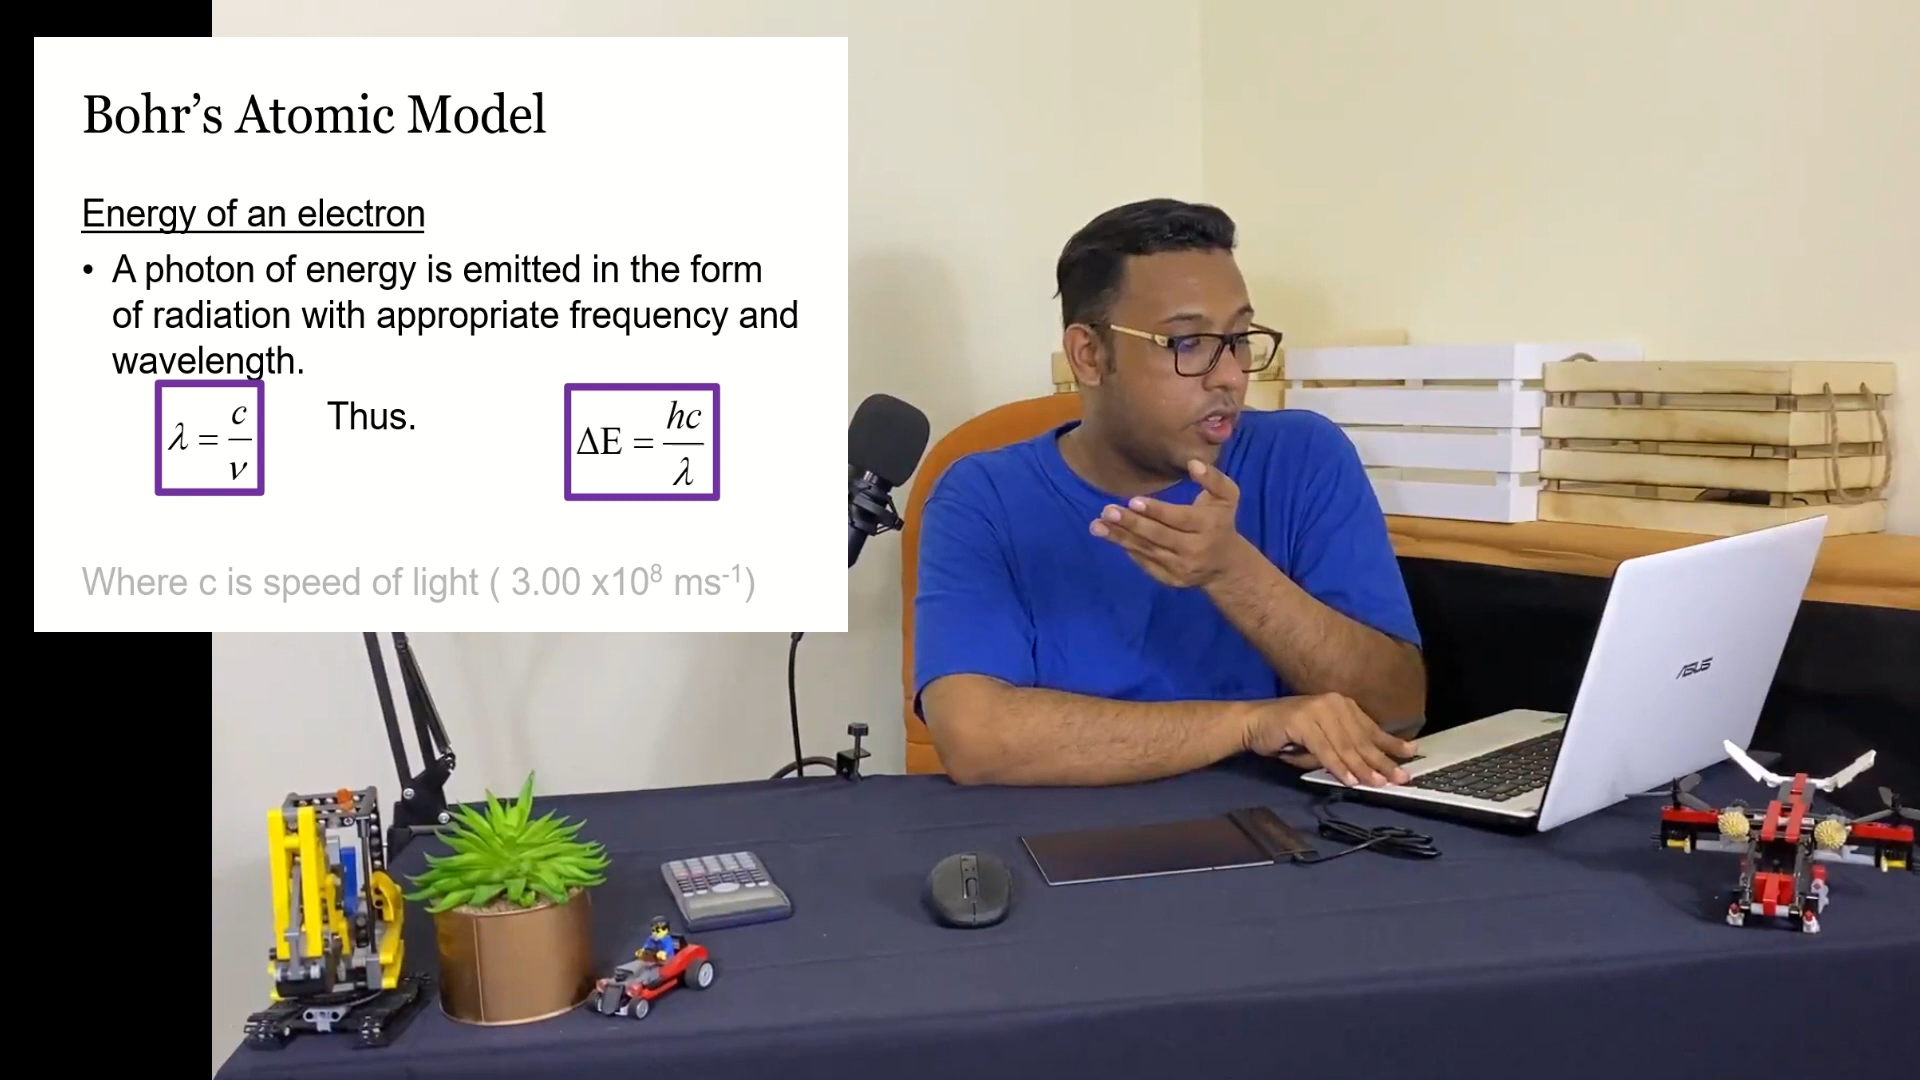 Bohr’s Atomic Model
Energy of an electron
• A photon of energy is emitted in the form
of radiation with appropriate frequency and
wavelength.
λ = c/ν Thus. ΔE = hc/λ
Where c is speed of light ( 3.00 x10⁸ ms⁻¹)
ASUS